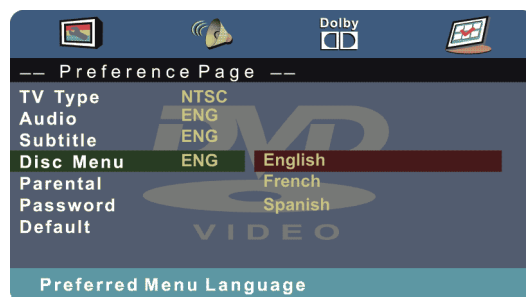 Dolby
-- Preference Page --
TV Type NTSC
Audio ENG
Subtitle ENG
Disc Menu ENG English
Parental French
Password Spanish
Default
DVD
VIDEO
Preferred Menu Language